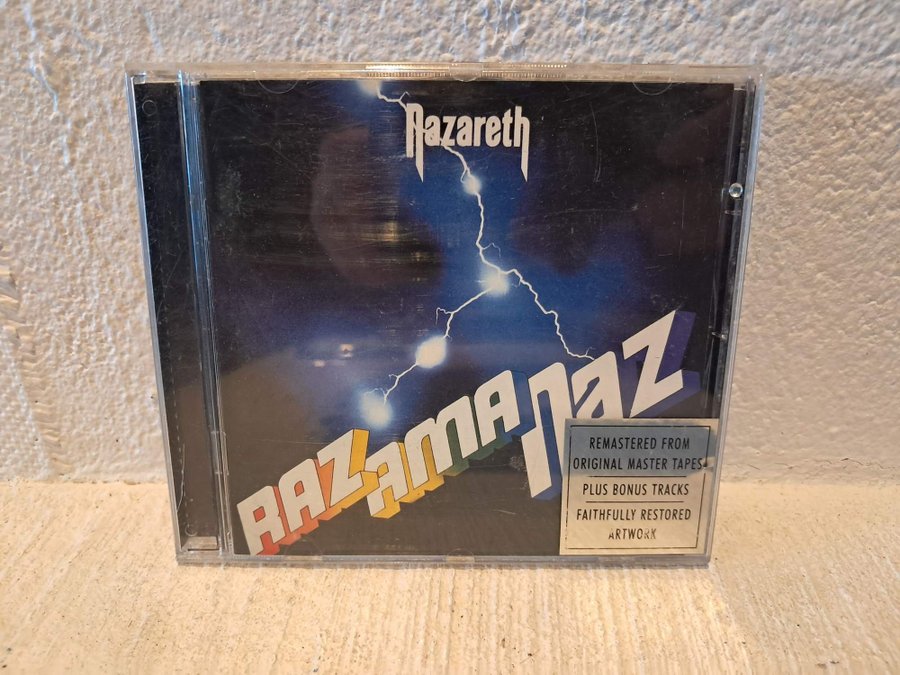 Nazareth
RAZAMANAZ
REMASTERED FROM
ORIGINAL MASTER TAPES
PLUS BONUS TRACKS
FAITHFULLY RESTORED
ARTWORK